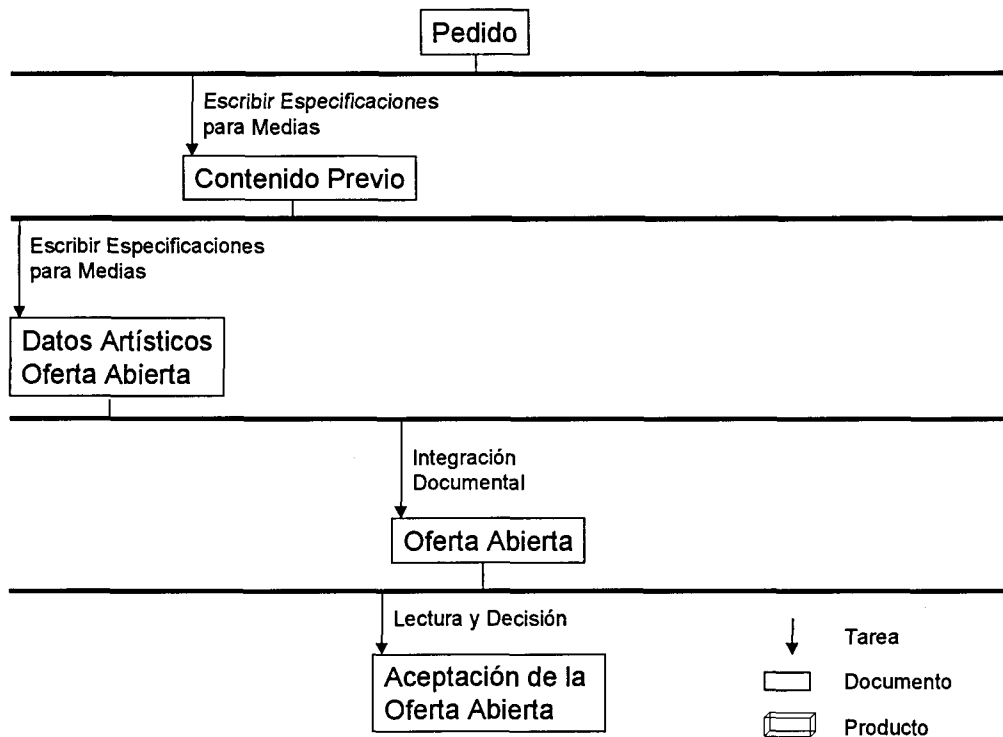 Pedido
Escribir Especificaciones
para Medias
Contenido Previo
Escribir Especificaciones
para Medias
Datos Artísticos
Oferta Abierta
Integración
Documental
Oferta Abierta
Lectura y Decisión
Aceptación de la
Oferta Abierta
Tarea
Documento
Producto